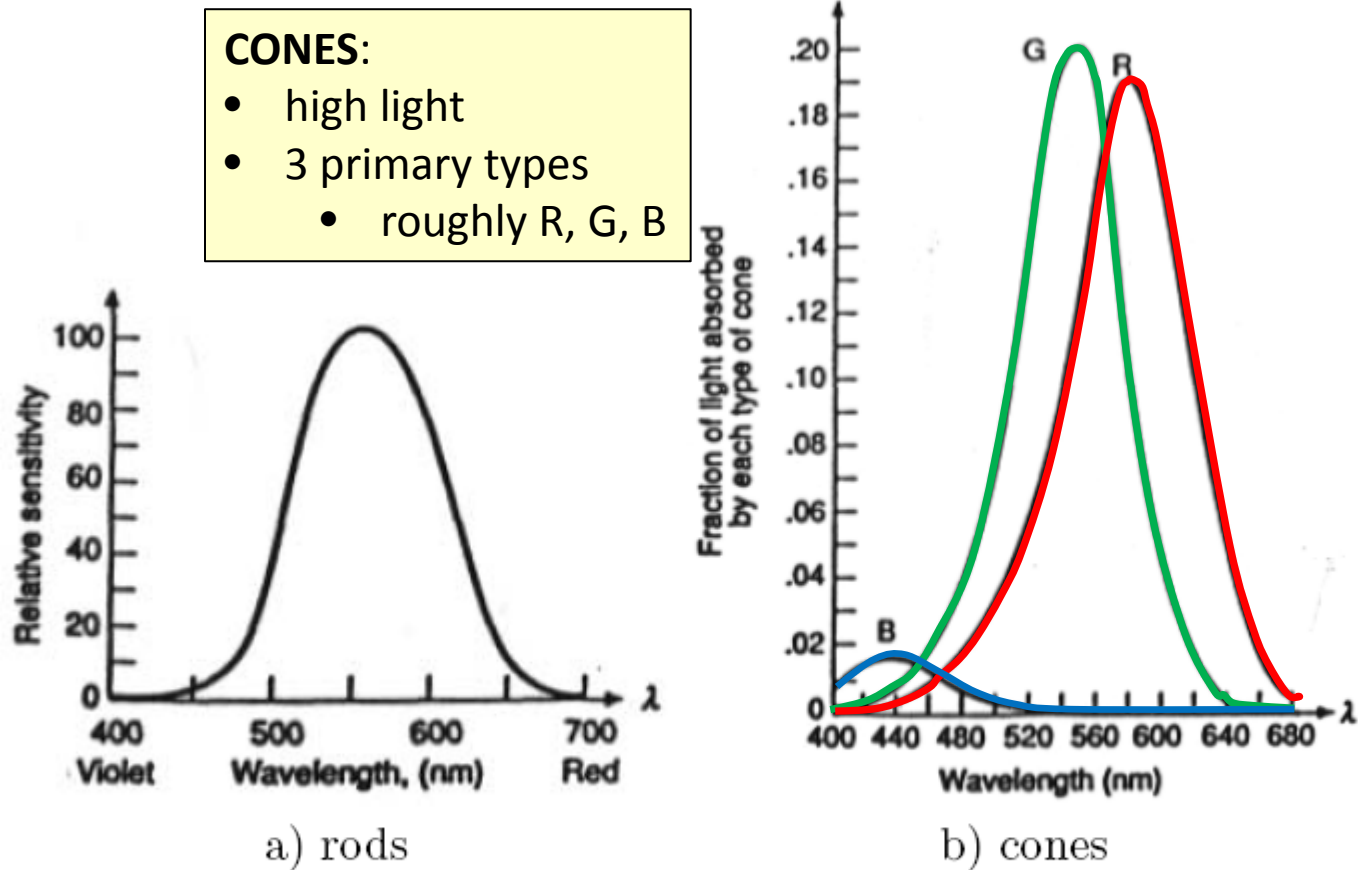 CONES:
• high light
• 3 primary types
• roughly R, G, B
Relative sensitivity
100
80
60
40
20
0
400 500 600 700
Violet Wavelength, (nm) Red
λ
a) rods
Fraction of light absorbed
by each type of cone
.20
.18
.16
.14
.12
.10
.08
.06
.04
.02
0
G
R
B
400 440 480 520 560 600 640 680
λ
Wavelength (nm)
b) cones